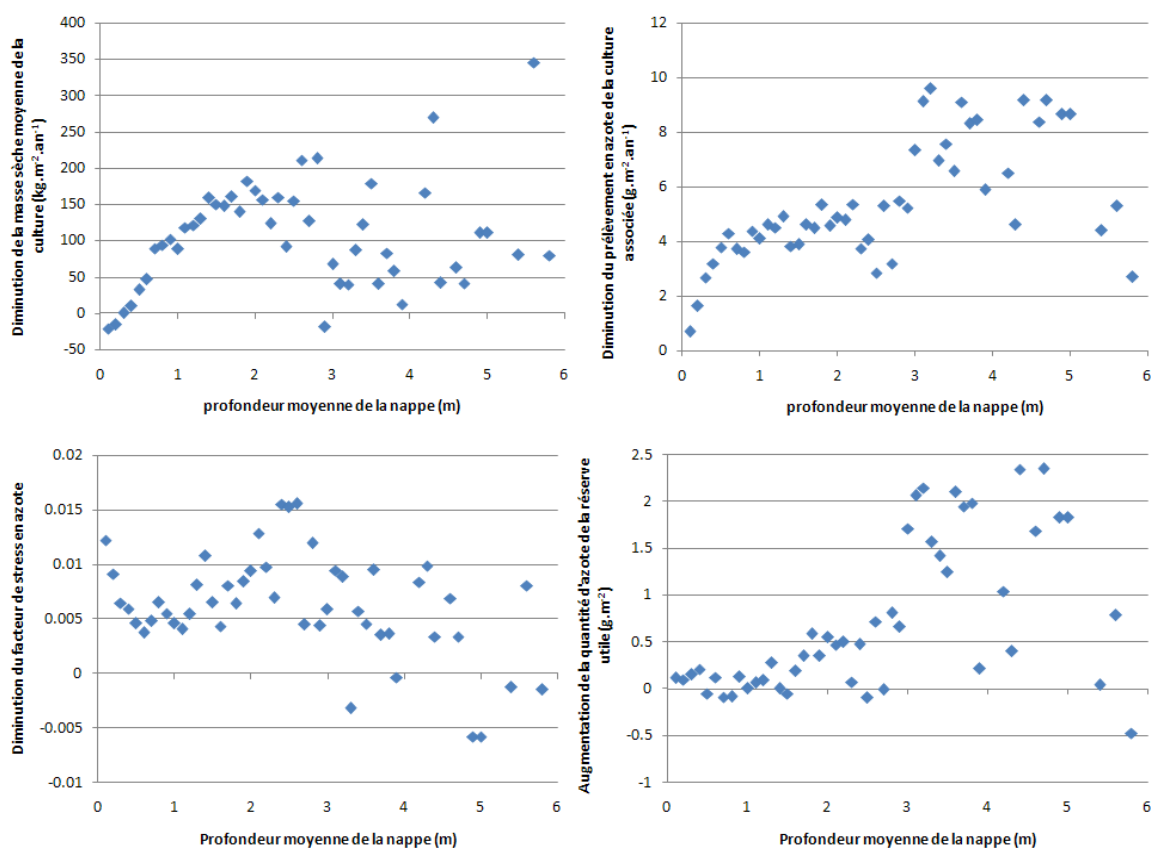 Diminution de la masse sèche moyenne de la
culture (kg.m-2.an-1)
400
350
300
250
200
150
100
50
0
-50
0 1 2 3 4 5 6
profondeur moyenne de la nappe (m)
Diminution du prélèvement en azote de la culture
associée (g.m-2.an-1)
12
10
8
6
4
2
0
0 1 2 3 4 5 6
profondeur moyenne de la nappe (m)
Diminution du facteur de stress en azote
0.02
0.015
0.01
0.005
0
-0.005
-0.01
0 1 2 3 4 5 6
Profondeur moyenne de la nappe (m)
Augmentation de la quantité d'azote de la réserve
utile (g.m-2)
2.5
2
1.5
1
0.5
0
-0.5
-1
0 1 2 3 4 5 6
Profondeur moyenne de la nappe (m)